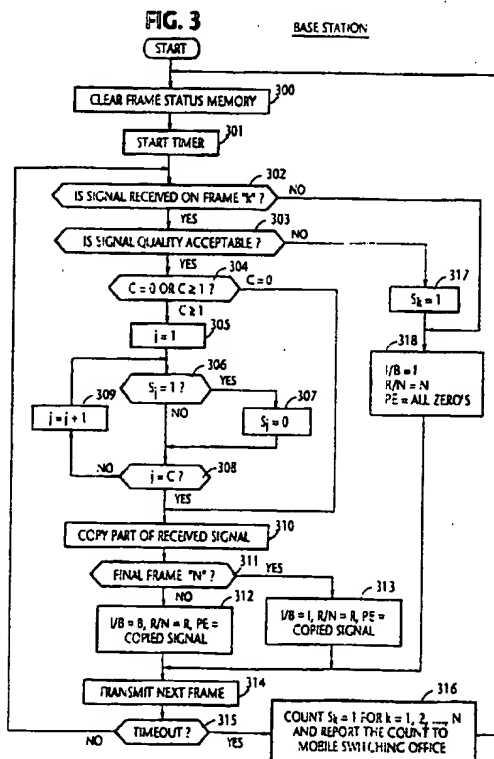 FIG. 3
BASE STATION
START
300
CLEAR FRAME STATUS MEMORY
301
START TIMER
302
IS SIGNAL RECEIVED ON FRAME "k" ?
NO
YES
303
IS SIGNAL QUALITY ACCEPTABLE ?
NO
YES
304
C = 0 OR C ≥ 1 ?
C = 0
C ≥ 1
305
j = 1
317
Sk = 1
306
Sj = 1 ?
YES
NO
307
Sj = 0
309
j = j + 1
318
I/B = I
R/N = N
PE = ALL ZERO'S
NO
308
j = C ?
YES
310
COPY PART OF RECEIVED SIGNAL
311
FINAL FRAME "N" ?
YES
NO
312
I/B = B, R/N = R, PE =
COPIED SIGNAL
313
I/B = I, R/N = R, PE =
COPIED SIGNAL
314
TRANSMIT NEXT FRAME
315
TIMEOUT ?
NO
YES
316
COUNT Sk = 1 FOR k = 1, 2, ..., N
AND REPORT THE COUNT TO
MOBILE SWITCHING OFFICE